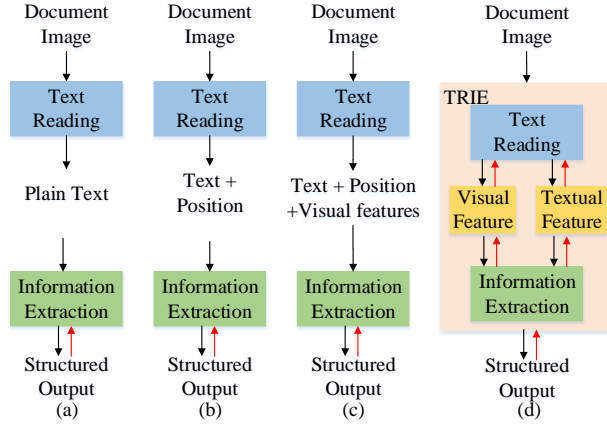 Document
Image
Text
Reading
Plain Text
Information
Extraction
Structured
Output
(a)
Document
Image
Text
Reading
Text +
Position
Information
Extraction
Structured
Output
(b)
Document
Image
Text
Reading
Text + Position
+Visual features
Information
Extraction
Structured
Output
(c)
Document
Image
TRIE
Text
Reading
Visual
Feature
Textual
Feature
Information
Extraction
Structured
Output
(d)